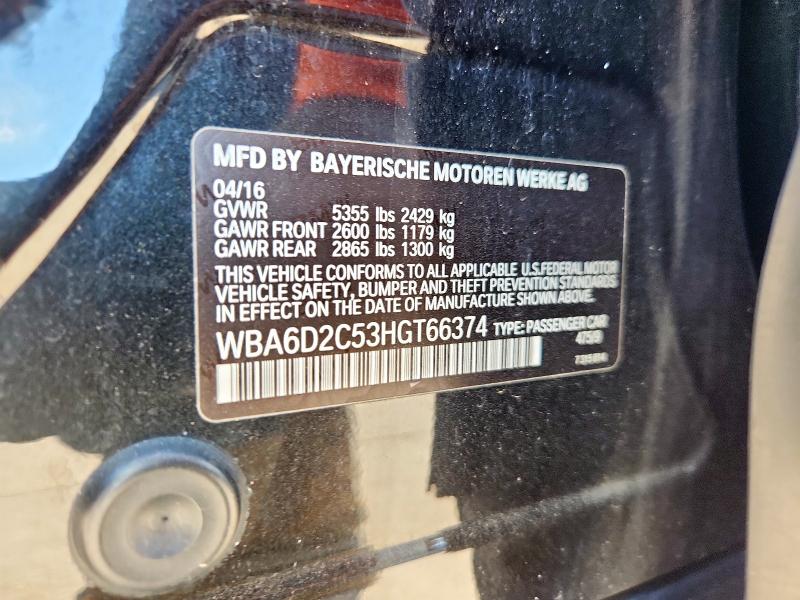 MFD BY BAYERISCHE MOTOREN WERKE AG
04/16
GVWR 5355 lbs 2429 kg
GAWR FRONT 2600 lbs 1179 kg
GAWR REAR 2865 lbs 1300 kg
THIS VEHICLE CONFORMS TO ALL APPLICABLE U.S.FEDERAL MOTOR
VEHICLE SAFETY, BUMPER AND THEFT PREVENTION STANDARDS
IN EFFECT ON THE DATE OF MANUFACTURE SHOWN ABOVE.
WBA6D2C53HGT66374 TYPE: PASSENGER CAR